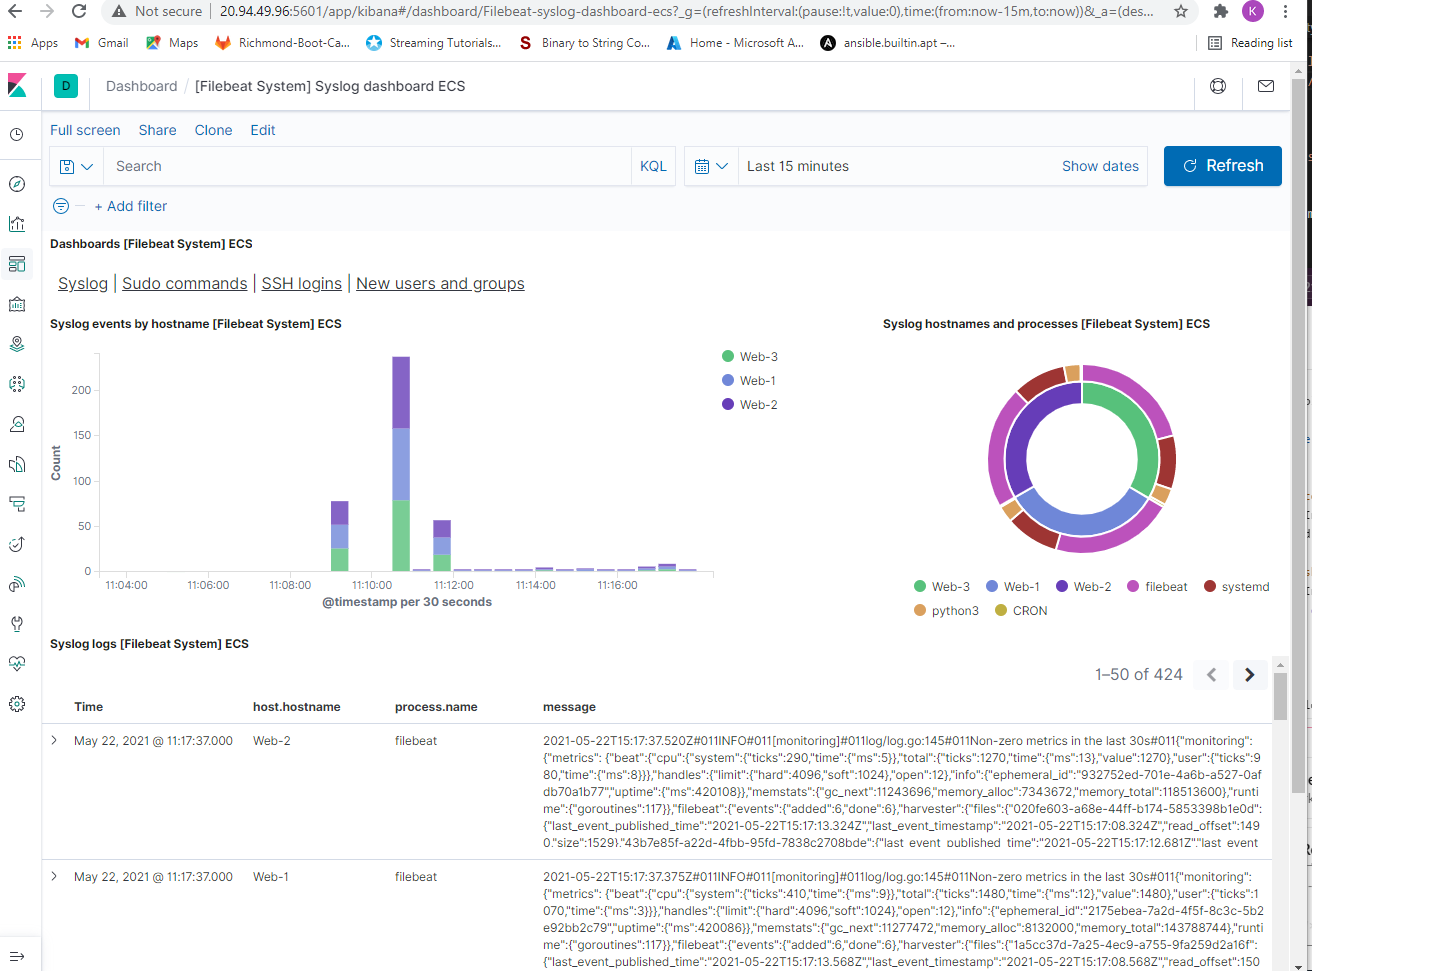 Not secure | 20.94.49.96:5601/app/kibana#/dashboard/Filebeat-syslog-dashboard-ecs?_g=(refreshInterval:(pause:!t,value:0),time:(from:now-15m,to:now))&_a=(des...
K
Apps Gmail Maps Richmond-Boot-Ca... Streaming Tutorials... S Binary to String Co... Home - Microsoft A... A ansible.builtin.apt –... Reading list
D Dashboard / [Filebeat System] Syslog dashboard ECS
Full screen Share Clone Edit
Search KQL Last 15 minutes Show dates Refresh
+ Add filter
Dashboards [Filebeat System] ECS
Syslog | Sudo commands | SSH logins | New users and groups
Syslog events by hostname [Filebeat System] ECS
Count
200
150
100
50
0
11:04:00 11:06:00 11:08:00 11:10:00 11:12:00 11:14:00 11:16:00
@timestamp per 30 seconds
Web-3
Web-1
Web-2
Syslog hostnames and processes [Filebeat System] ECS
Web-3 Web-1 Web-2 filebeat systemd
python3 CRON
Syslog logs [Filebeat System] ECS
1–50 of 424
Time host.hostname process.name message
May 22, 2021 @ 11:17:37.000 Web-2 filebeat 2021-05-22T15:17:37.520Z#011INFO#011[monitoring]#011log/log.go:145#011Non-zero metrics in the last 30s#011{"monitoring":
{"metrics": {"beat":{"cpu":{"system":{"ticks":290,"time":{"ms":5}},"total":{"ticks":1270,"time":{"ms":13},"value":1270},"user":{"ticks":9
80,"time":{"ms":8}}},"handles":{"limit":{"hard":4096,"soft":1024},"open":12},"info":{"ephemeral_id":"932752ed-701e-4a6b-a527-0af
db70a1b77","uptime":{"ms":420108}},"memstats":{"gc_next":11243696,"memory_alloc":7343672,"memory_total":118513600},"run
time":{"goroutines":117}},"filebeat":{"events":{"added":6,"done":6},"harvester":{"files":{"020fe603-a68e-44ff-b174-5853398b1e0d":
{"last_event_published_time":"2021-05-22T15:17:13.324Z","last_event_timestamp":"2021-05-22T15:17:08.324Z","read_offset":149
0,"size":1529},"43b7e85f-a22d-4fbb-95fd-7838c2708bde":{"last_event_published_time":"2021-05-22T15:17:12.681Z","last_event
May 22, 2021 @ 11:17:37.000 Web-1 filebeat 2021-05-22T15:17:37.375Z#011INFO#011[monitoring]#011log/log.go:145#011Non-zero metrics in the last 30s#011{"monitoring":
{"metrics": {"beat":{"cpu":{"system":{"ticks":410,"time":{"ms":9}},"total":{"ticks":1480,"time":{"ms":12},"value":1480},"user":{"ticks":1
070,"time":{"ms":3}}},"handles":{"limit":{"hard":4096,"soft":1024},"open":12},"info":{"ephemeral_id":"2175ebea-7a2d-4f5f-8c3c-5b2
e92bb2c79","uptime":{"ms":420086}},"memstats":{"gc_next":11277472,"memory_alloc":8132000,"memory_total":143788744},"runti
me":{"goroutines":117}},"filebeat":{"events":{"added":6,"done":6},"harvester":{"files":{"1a5cc37d-7a25-4ec9-a755-9fa259d2a16f":
{"last_event_published_time":"2021-05-22T15:17:13.568Z","last_event_timestamp":"2021-05-22T15:17:08.568Z","read_offset":150